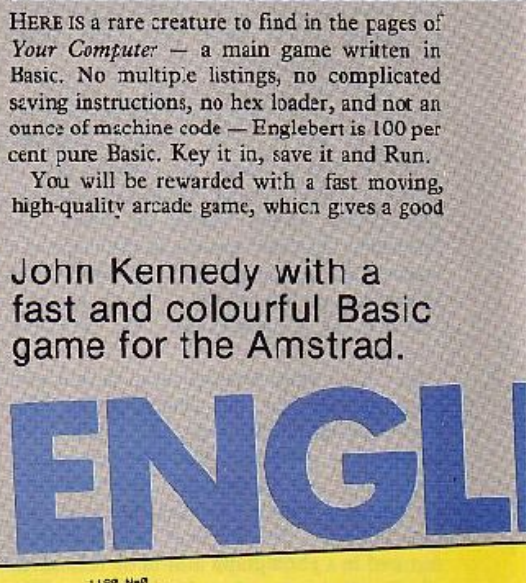 HERE IS a rare creature to find in the pages of
Your Computer — a main game written in
Basic. No multiple listings, no complicated
saving instructions, no hex loader, and not an
ounce of machine code — Englebert is 100 per
cent pure Basic. Key it in, save it and Run.
You will be rewarded with a fast moving,
high-quality arcade game, which gives a good
John Kennedy with a
fast and colourful Basic
game for the Amstrad.
ENGL